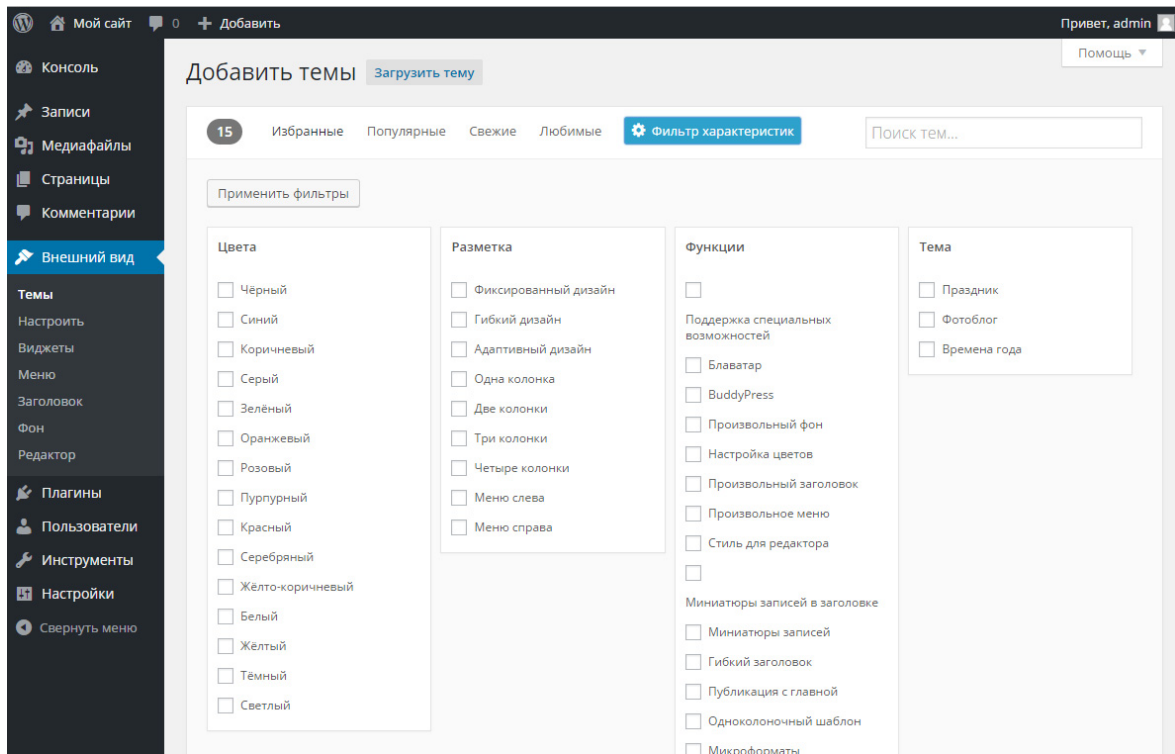 Мой сайт 0 Добавить Привет, admin
Помощь
Консоль
Записи
Медиафайлы
Страницы
Комментарии
Внешний вид
Темы
Настроить
Виджеты
Меню
Заголовок
Фон
Редактор
Плагины
Пользователи
Инструменты
Настройки
Свернуть меню
Добавить темы Загрузить тему
15 Избранные Популярные Свежие Любимые Фильтр характеристик Поиск тем...
Применить фильтры
Цвета
Чёрный
Синий
Коричневый
Серый
Зелёный
Оранжевый
Розовый
Пурпурный
Красный
Серебряный
Жёлто-коричневый
Белый
Жёлтый
Тёмный
Светлый
Разметка
Фиксированный дизайн
Гибкий дизайн
Адаптивный дизайн
Одна колонка
Две колонки
Три колонки
Четыре колонки
Меню слева
Меню справа
Функции
Поддержка специальных
возможностей
Блаватар
BuddyPress
Произвольный фон
Настройка цветов
Произвольный заголовок
Произвольное меню
Стиль для редактора
Миниатюры записей в заголовке
Миниатюры записей
Гибкий заголовок
Публикация с главной
Одноколоночный шаблон
Микроформаты
Тема
Праздник
Фотоблог
Времена года